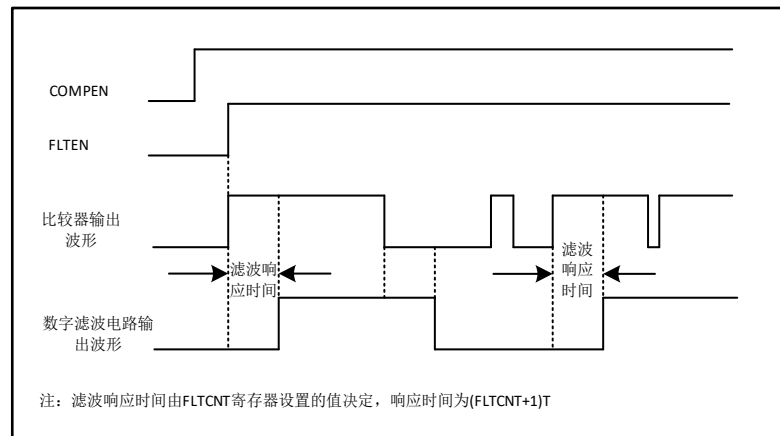 COMPEN
FLTEN
比较器输出
波形
滤波响
应时间
滤波
响应
时间
数字滤波电路输
出波形
注：滤波响应时间由FLTCNT寄存器设置的值决定，响应时间为(FLTCNT+1)T